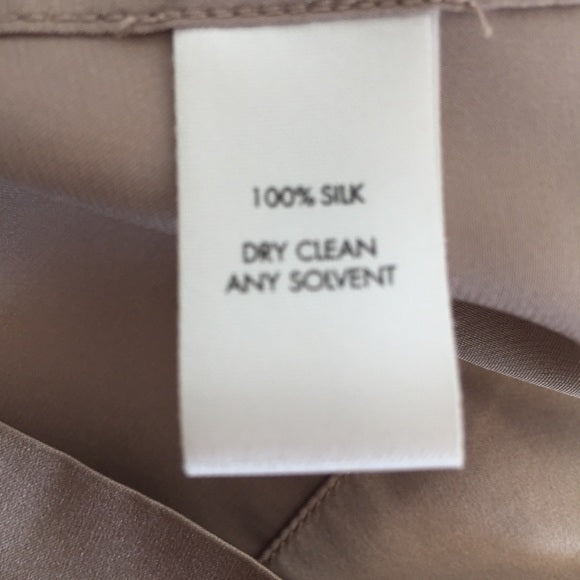 100% SILK
DRY CLEAN
ANY SOLVENT